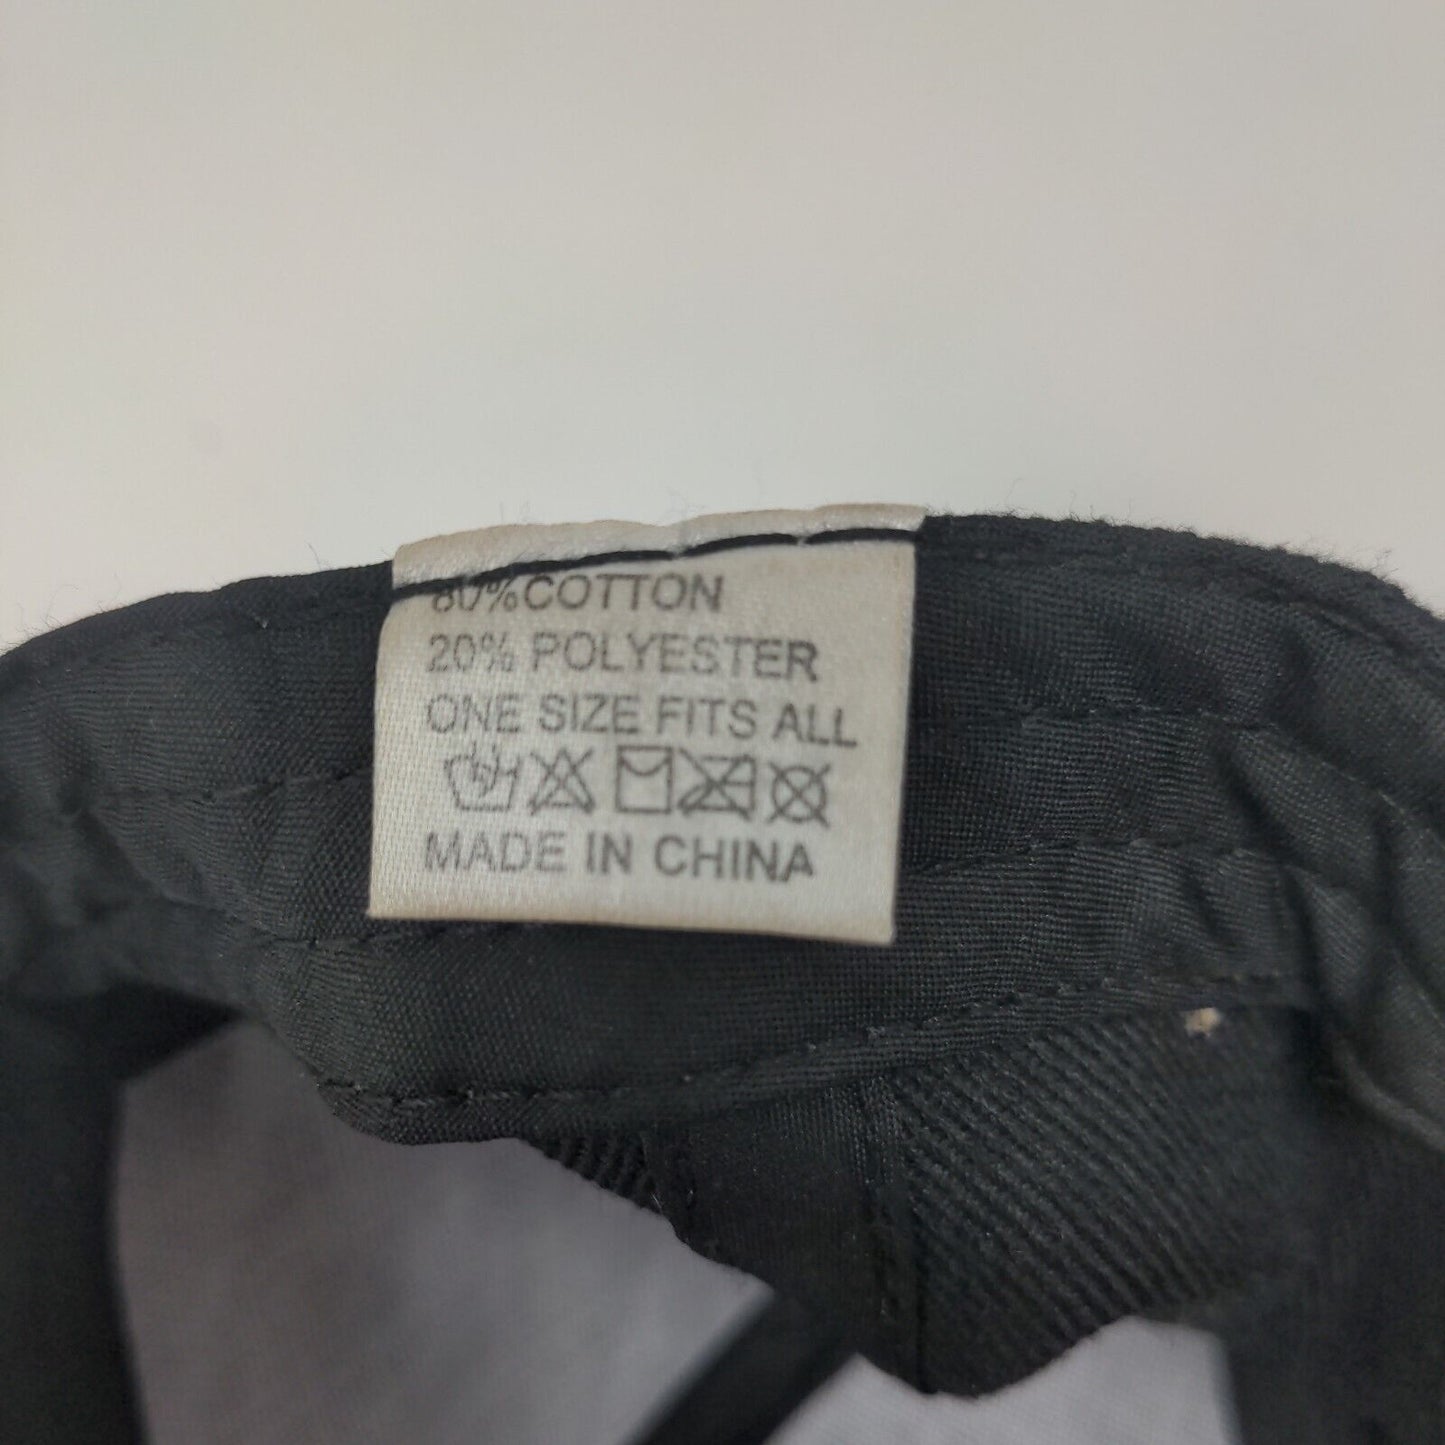 80%COTTON
20% POLYESTER
ONE SIZE FITS ALL
MADE IN CHINA